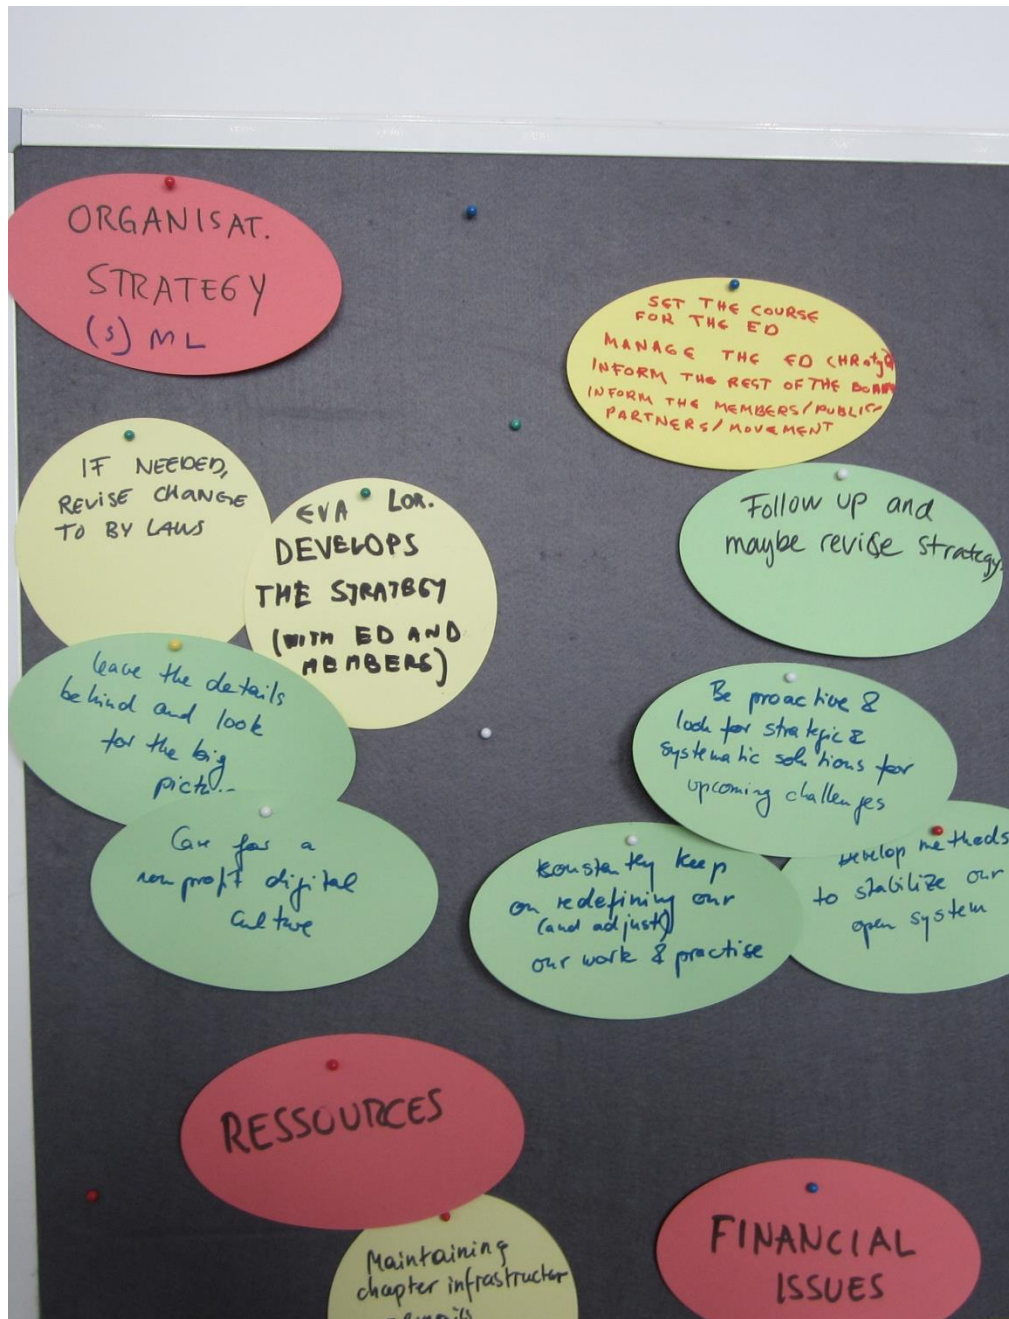 ORGANISAT.
STRATEGY
(S) ML
SET THE COURSE
FOR THE ED
MANAGE THE ED
INFORM THE REST OF THE BOARD
INFORM THE MEMBERS/PUBLIC/
PARTNERS/MOVEMENT
IF NEEDED,
REVISE CHANGE
TO BY LAWS
EVA LOR.
DEVELOPS
THE STRATEGY
(WITH ED AND
MEMBERS)
Follow up and
maybe revise strategy
leave the details
behind and look
for the big
pictu...
Care for a
non profit digital
culture
Be proactive &
look for strategic &
systematic solutions for
upcoming challenges
Konstantly keep
on redefining our
(and adjust)
our work & practise
Develop methods
to stabilize our
open system
RESSOURCES
Maintaining
chapter infrastructur
FINANCIAL
ISSUES